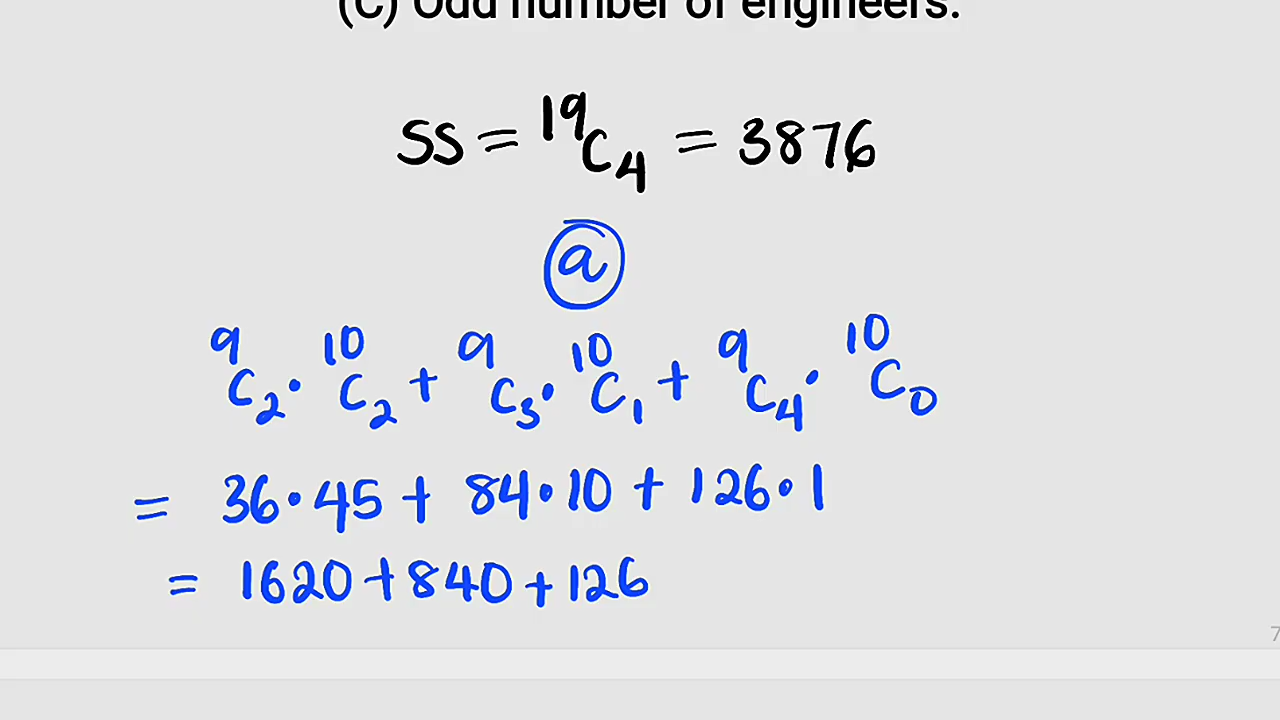 (C) Odd number of engineers.
SS = ¹⁹C₄ = 3876
a
⁹C₂ · ¹⁰C₂ + ⁹C₃ · ¹⁰C₁ + ⁹C₄ · ¹⁰C₀
= 36 · 45 + 84 · 10 + 126 · 1
= 1620 + 840 + 126
7